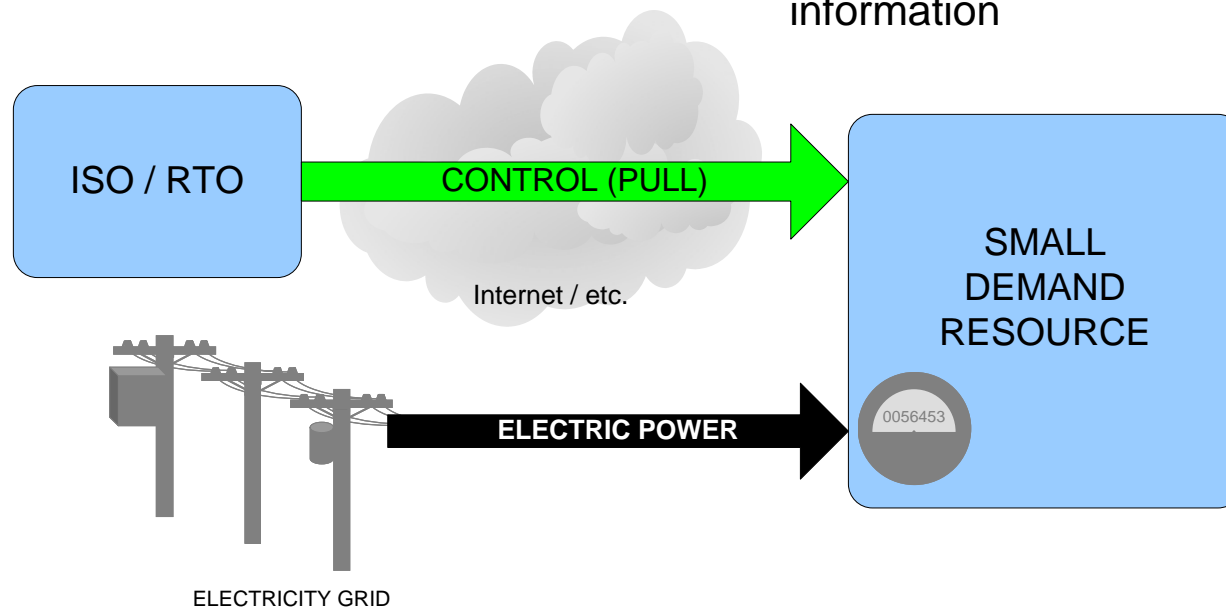 information
ISO / RTO
CONTROL (PULL)
Internet / etc.
SMALL
DEMAND
RESOURCE
0056453
ELECTRIC POWER
ELECTRICITY GRID